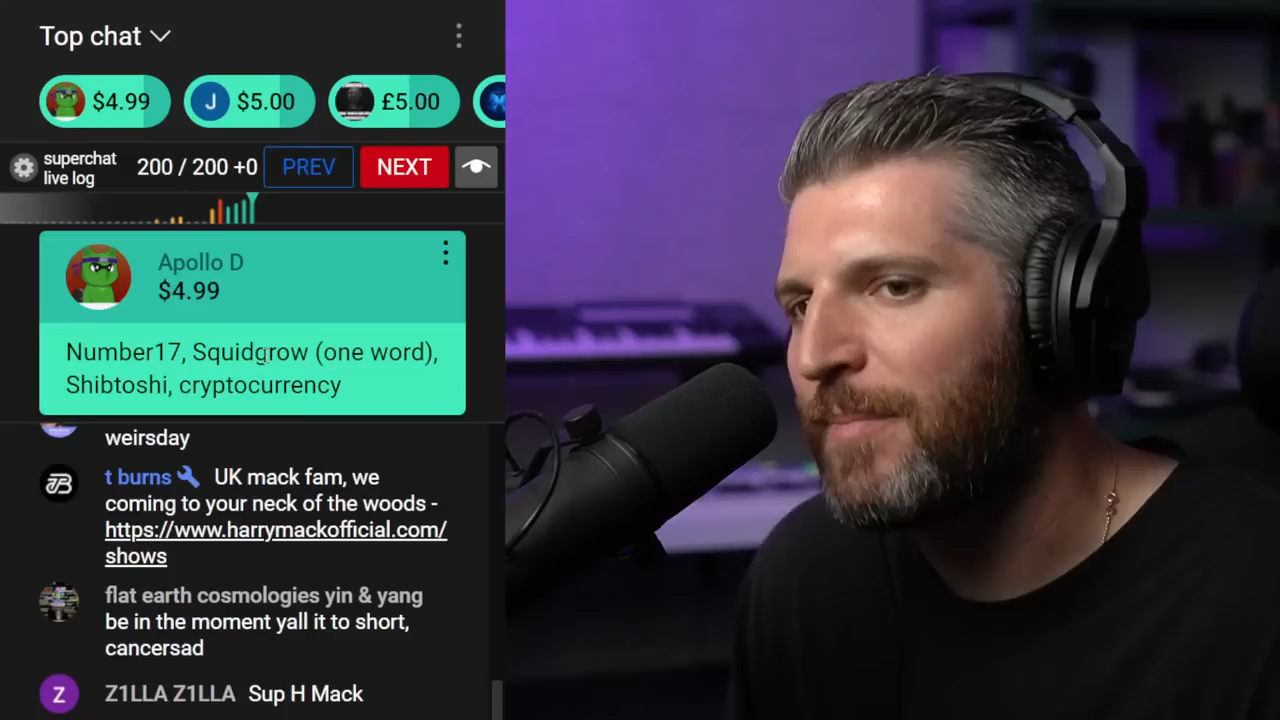 Top chat
$4.99 J $5.00 £5.00
superchat
live log
200 / 200 +0 PREV NEXT
Apollo D
$4.99
Number17, Squidgrow (one word),
Shibtoshi, cryptocurrency
weirsday
t burns UK mack fam, we
coming to your neck of the woods -
https://www.harrymackofficial.com/
shows
flat earth cosmologies yin & yang
be in the moment yall it to short,
cancersad
Z Z1LLA Z1LLA Sup H Mack